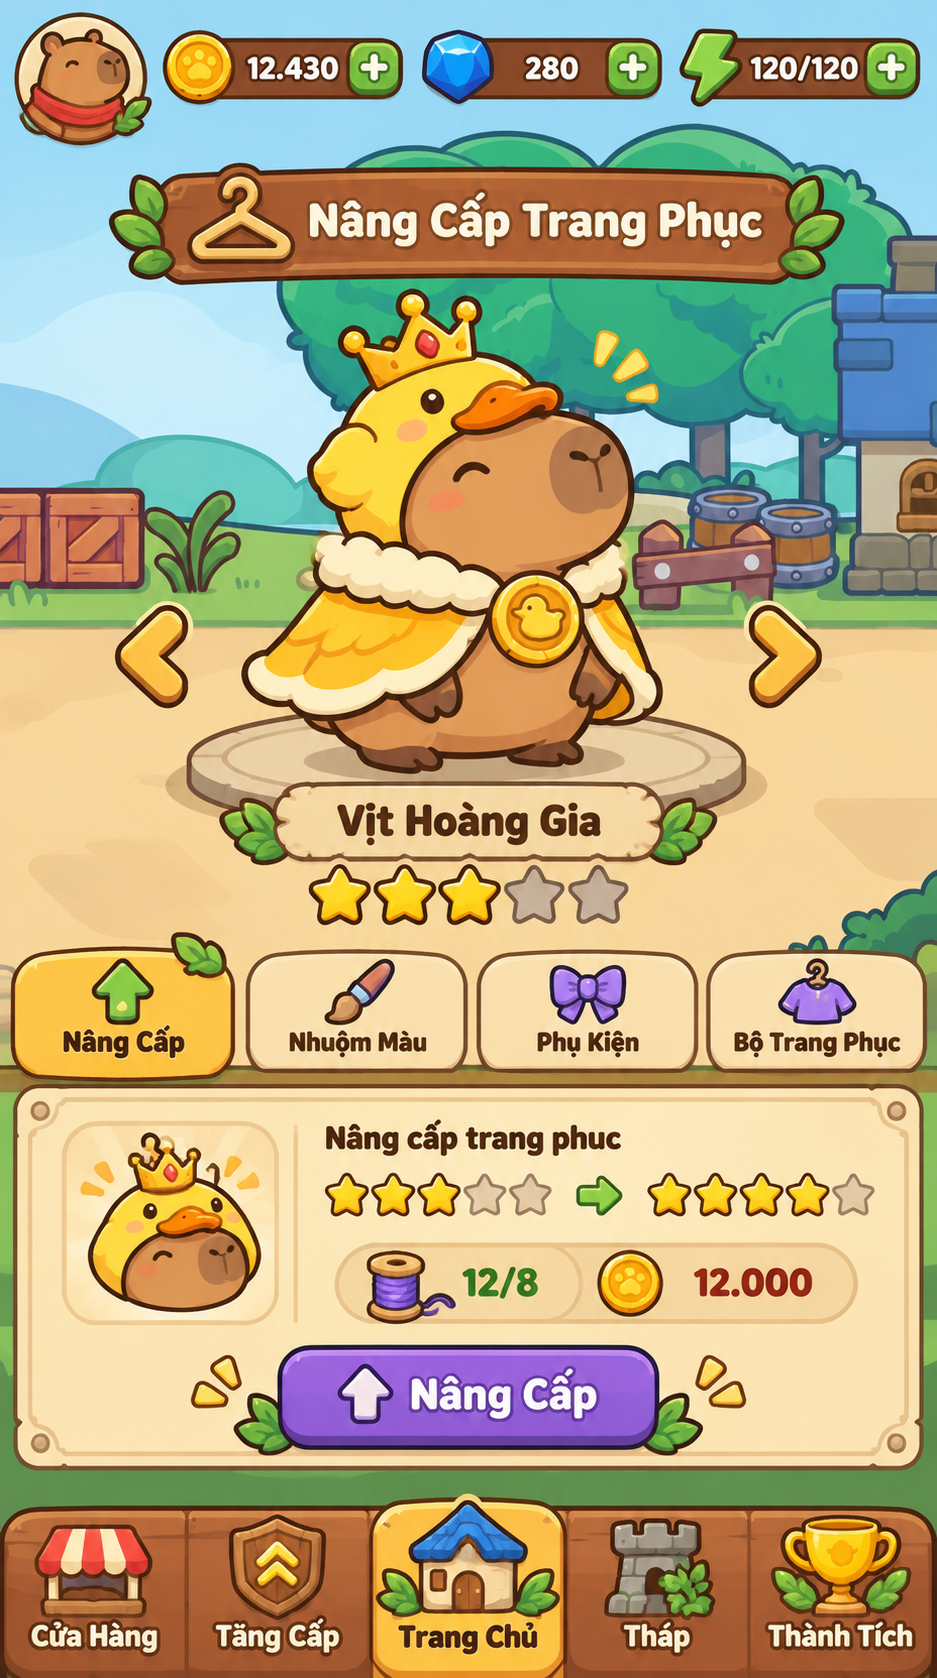 12.430
280
120/120
Nâng Cấp Trang Phục
Vịt Hoàng Gia
Nâng Cấp
Nhuộm Màu
Phụ Kiện
Bộ Trang Phục
Nâng cấp trang phuc
12/8
12.000
Nâng Cấp
Cửa Hàng
Tăng Cấp
Trang Chủ
Tháp
Thành Tích